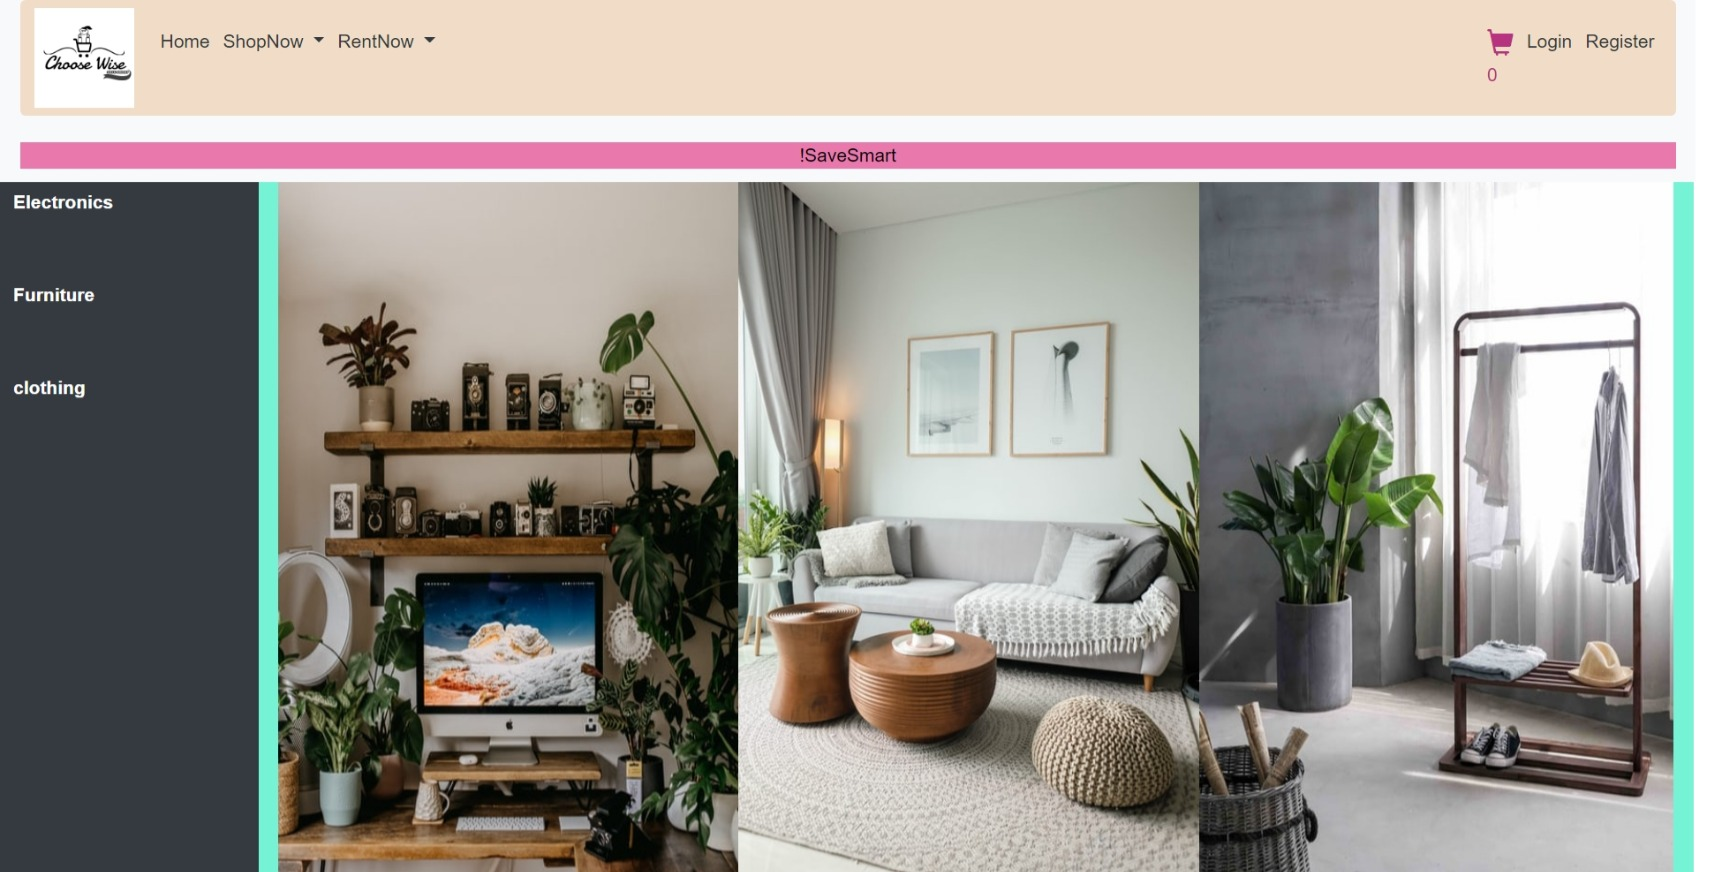 Choose Wise
Home ShopNow RentNow
Login Register
0
!SaveSmart
Electronics
Furniture
clothing